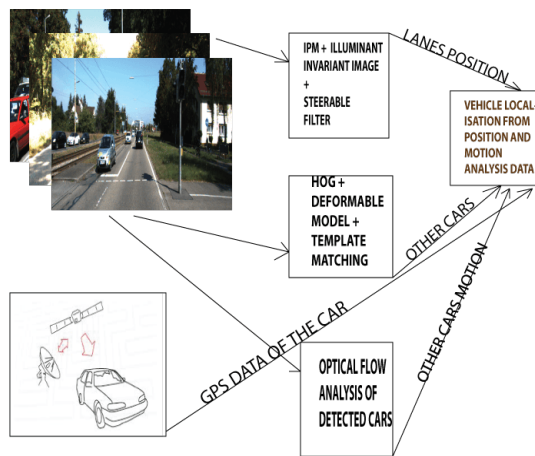 IPM + ILLUMINANT
INVARIANT IMAGE
+
STEERABLE
FILTER
LANES POSITION
VEHICLE LOCAL-
ISATION FROM
POSITION AND
MOTION
ANALYSIS DATA
HOG +
DEFORMABLE
MODEL +
TEMPLATE
MATCHING
OTHER CARS
GPS DATA OF THE CAR
OTHER CARS MOTION
OPTICAL FLOW
ANALYSIS OF
DETECTED CARS